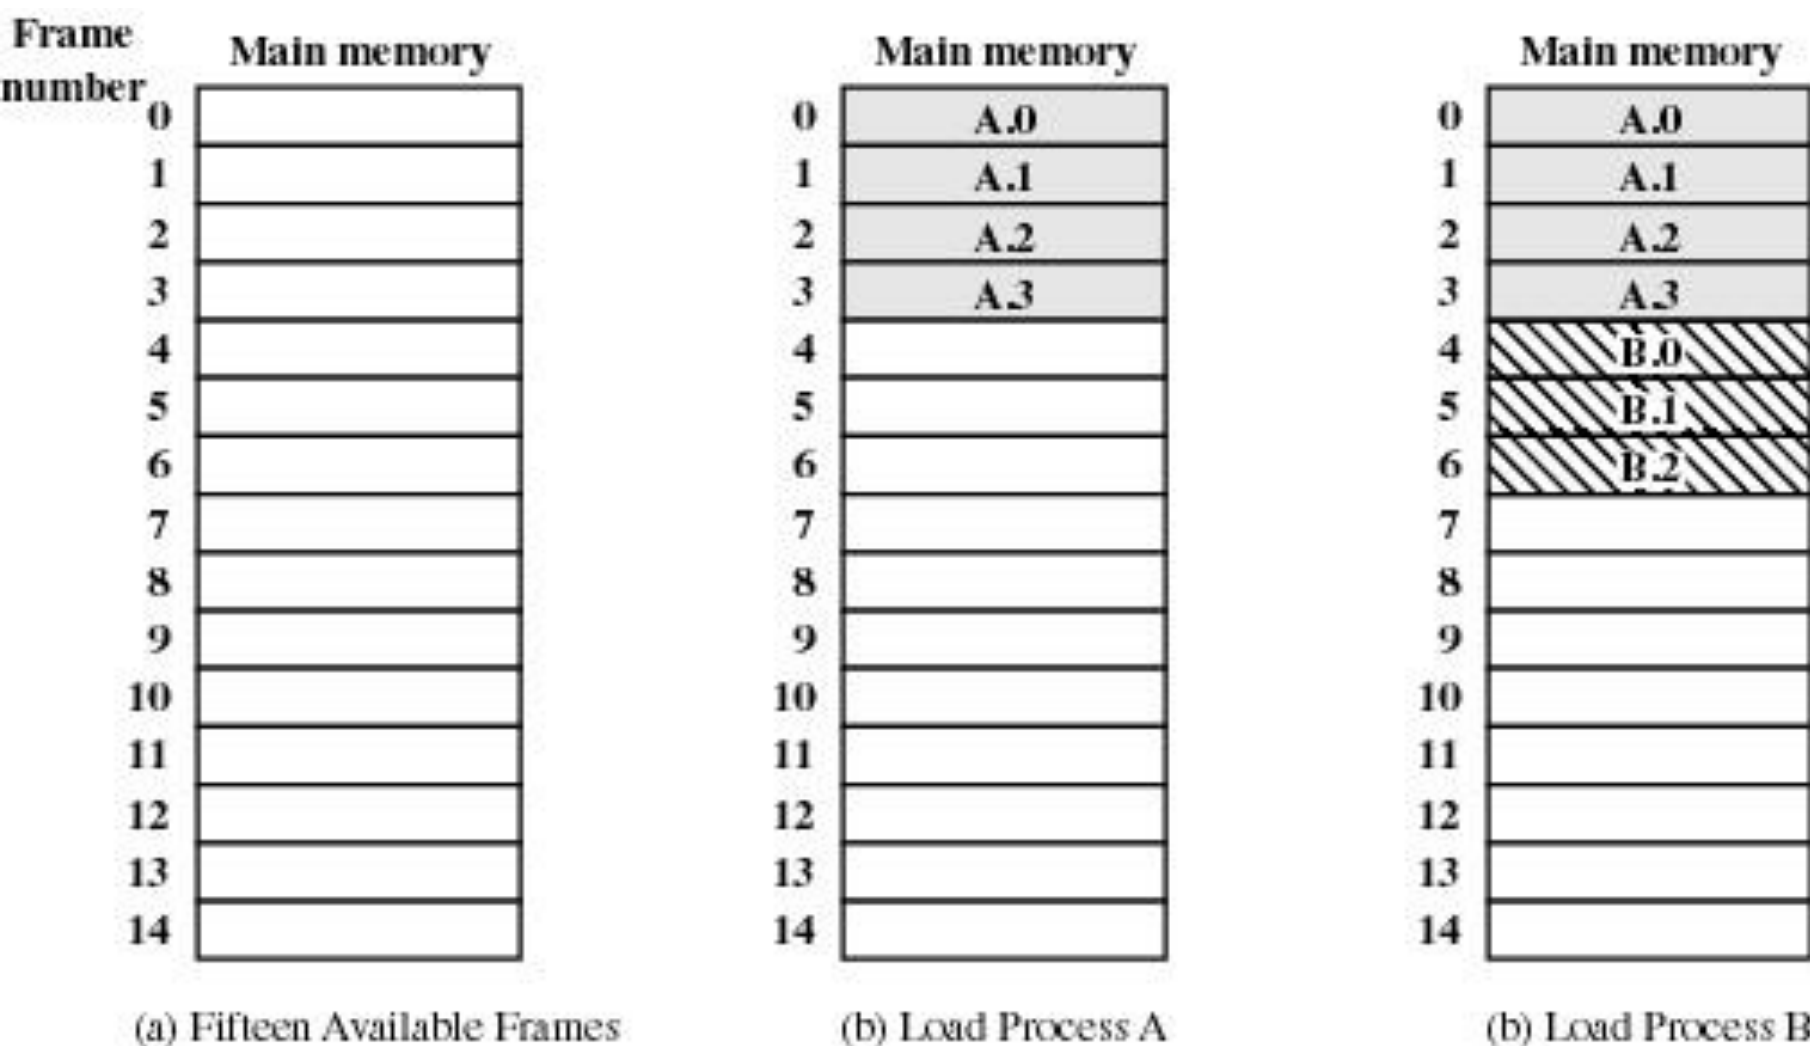 Frame
number
Main memory
0
1
2
3
4
5
6
7
8
9
10
11
12
13
14
(a) Fifteen Available Frames
Main memory
0 A.0
1 A.1
2 A.2
3 A.3
4
5
6
7
8
9
10
11
12
13
14
(b) Load Process A
Main memory
0 A.0
1 A.1
2 A.2
3 A.3
4 B.0
5 B.1
6 B.2
7
8
9
10
11
12
13
14
(b) Load Process B